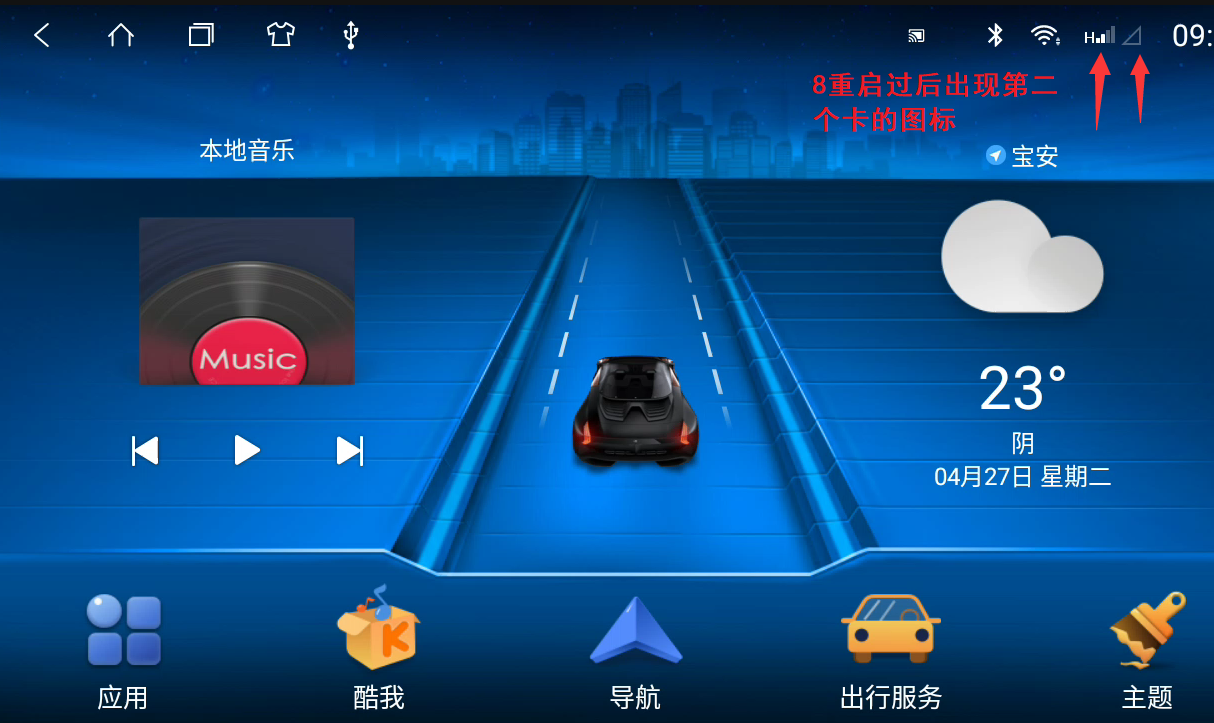 H
09:
8重启过后出现第二
个卡的图标
本地音乐
宝安
Music
23°
阴
04月27日 星期二
K
应用
酷我
导航
出行服务
主题